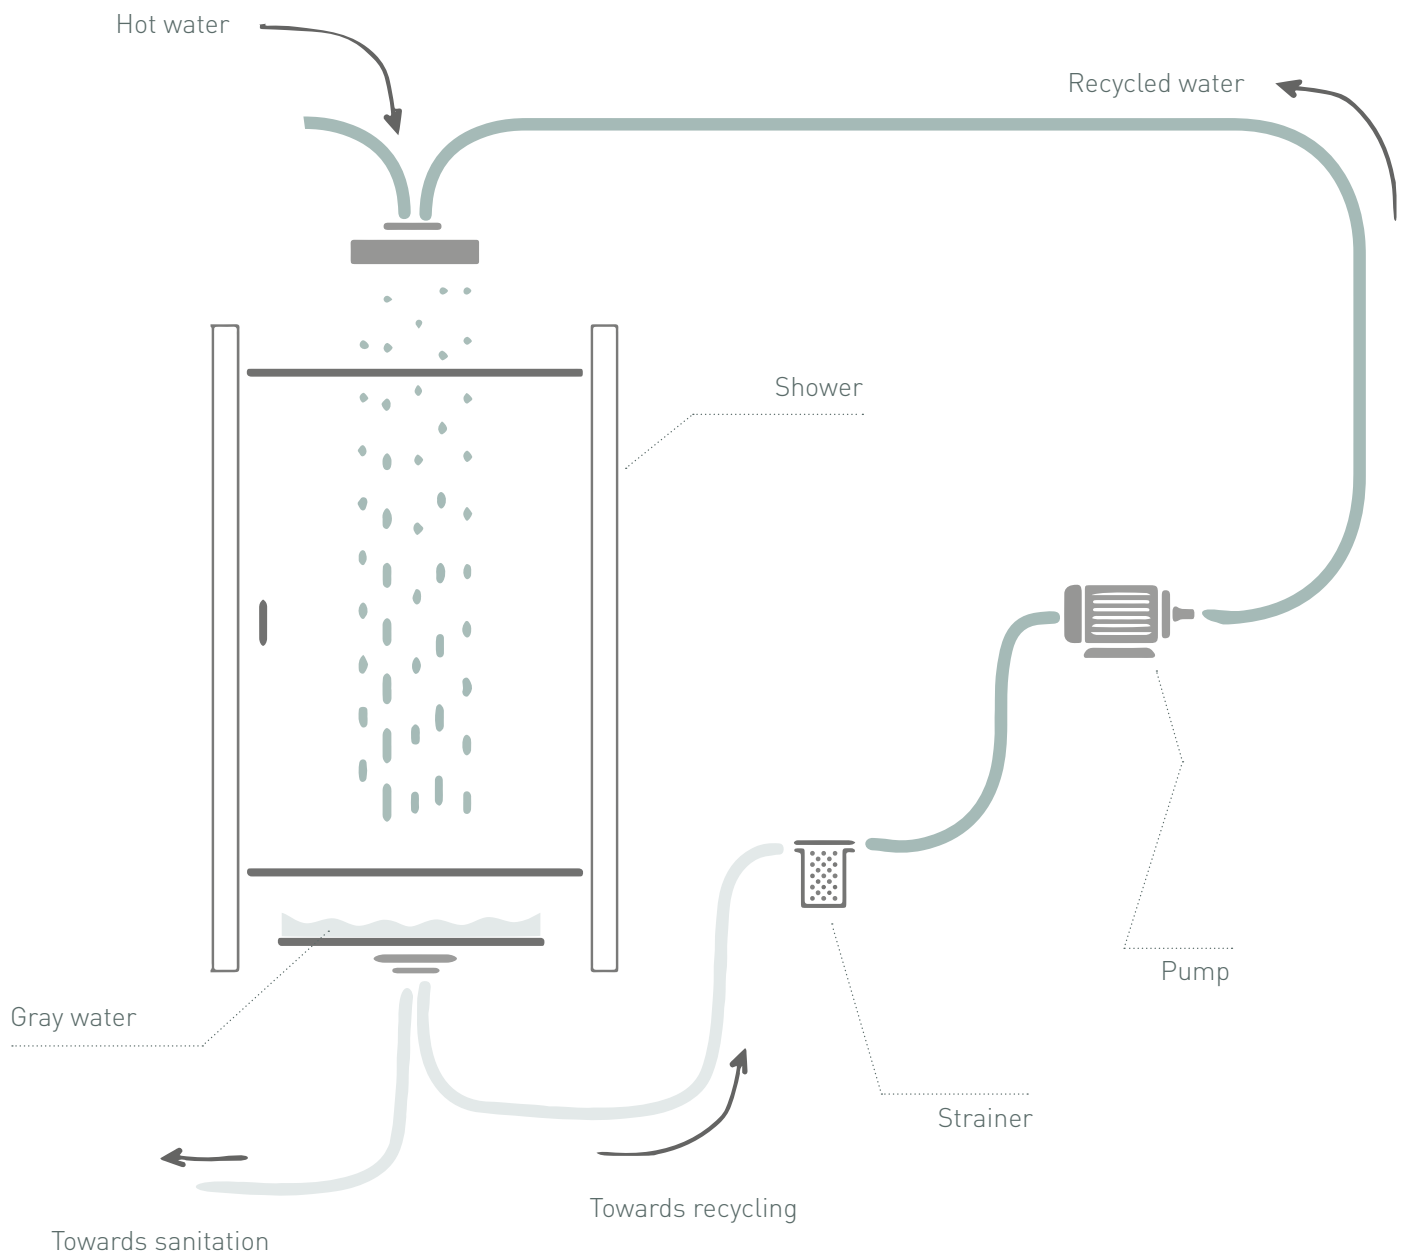 Hot water
Recycled water
Shower
Pump
Gray water
Strainer
Towards recycling
Towards sanitation